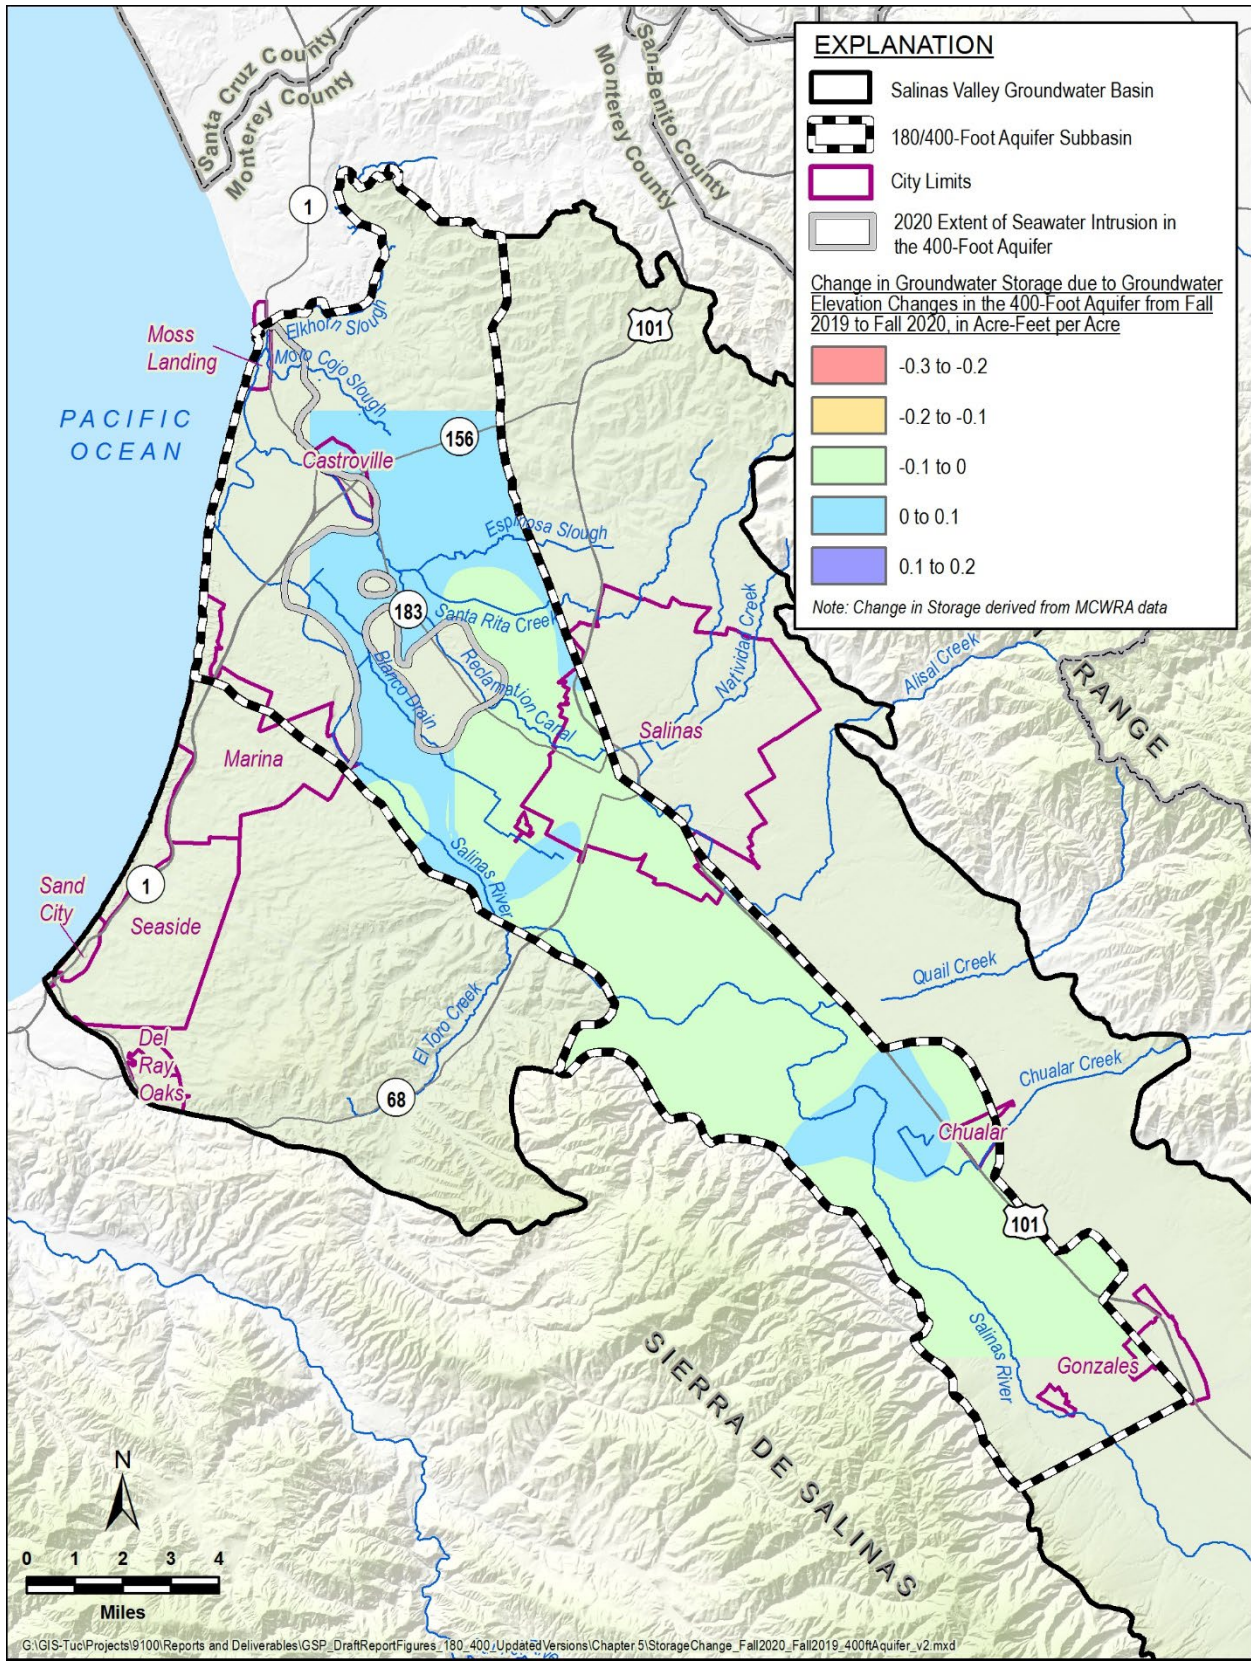 Santa Cruz County
Monterey County
San-Benito County
Monterey County
EXPLANATION
Salinas Valley Groundwater Basin
180/400-Foot Aquifer Subbasin
City Limits
2020 Extent of Seawater Intrusion in
the 400-Foot Aquifer
Change in Groundwater Storage due to Groundwater
Elevation Changes in the 400-Foot Aquifer from Fall
2019 to Fall 2020, in Acre-Feet per Acre
-0.3 to -0.2
-0.2 to -0.1
-0.1 to 0
0 to 0.1
0.1 to 0.2
Note: Change in Storage derived from MCWRA data
1
101
Moss
Landing
Elkhorn Slough
Moro Cojo Slough
PACIFIC
OCEAN
156
Castroville
Espinosa Slough
183
Santa Rita Creek
Natividad Creek
Alisal Creek
RANGE
Blanco Drain
Reclamation Canal
Salinas
Marina
Salinas River
Sand
City
1
Seaside
Quail Creek
El Toro Creek
Del
Ray
Oaks
68
Chualar Creek
Chualar
101
Salinas River
Gonzales
SIERRA DE SALINAS
N
0 1 2 3 4
Miles
G:\GIS-Tuc\Projects\9100\Reports and Deliverables\GSP_DraftReportFigures_180_400_UpdatedVersions\Chapter 5\StorageChange_Fall2020_Fall2019_400ftAquifer_v2.mxd